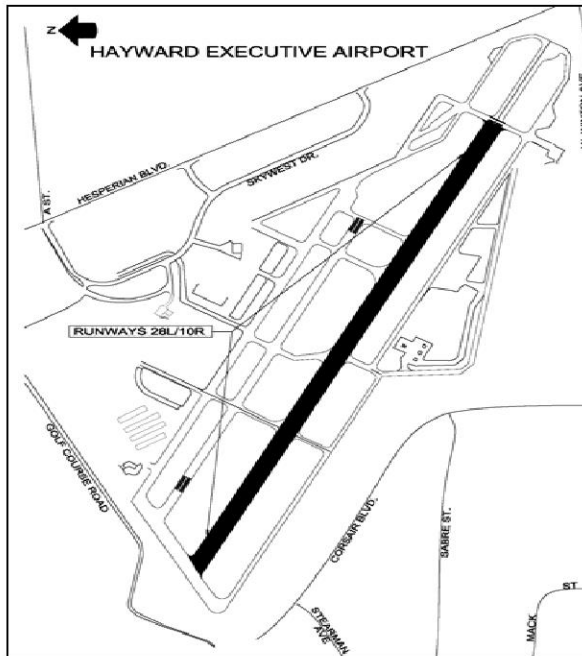 Z
HAYWARD EXECUTIVE AIRPORT
A ST.
HESPERIAN BLVD.
SKYWEST DR.
RUNWAYS 28L/10R
GOLF COURSE ROAD
CORSAIR BLVD.
SABRE ST.
STEARMAN
AVE
MACK
ST